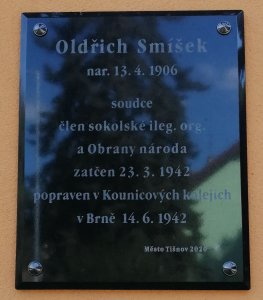 Oldřich Smíšek
nar. 13. 4. 1906
soudce
člen sokolské ileg. org.
a Obrany národa
zatčen 23. 3. 1942
popraven v Kounicových kolejích
v Brně 14. 6. 1942
Město Tišnov 2020